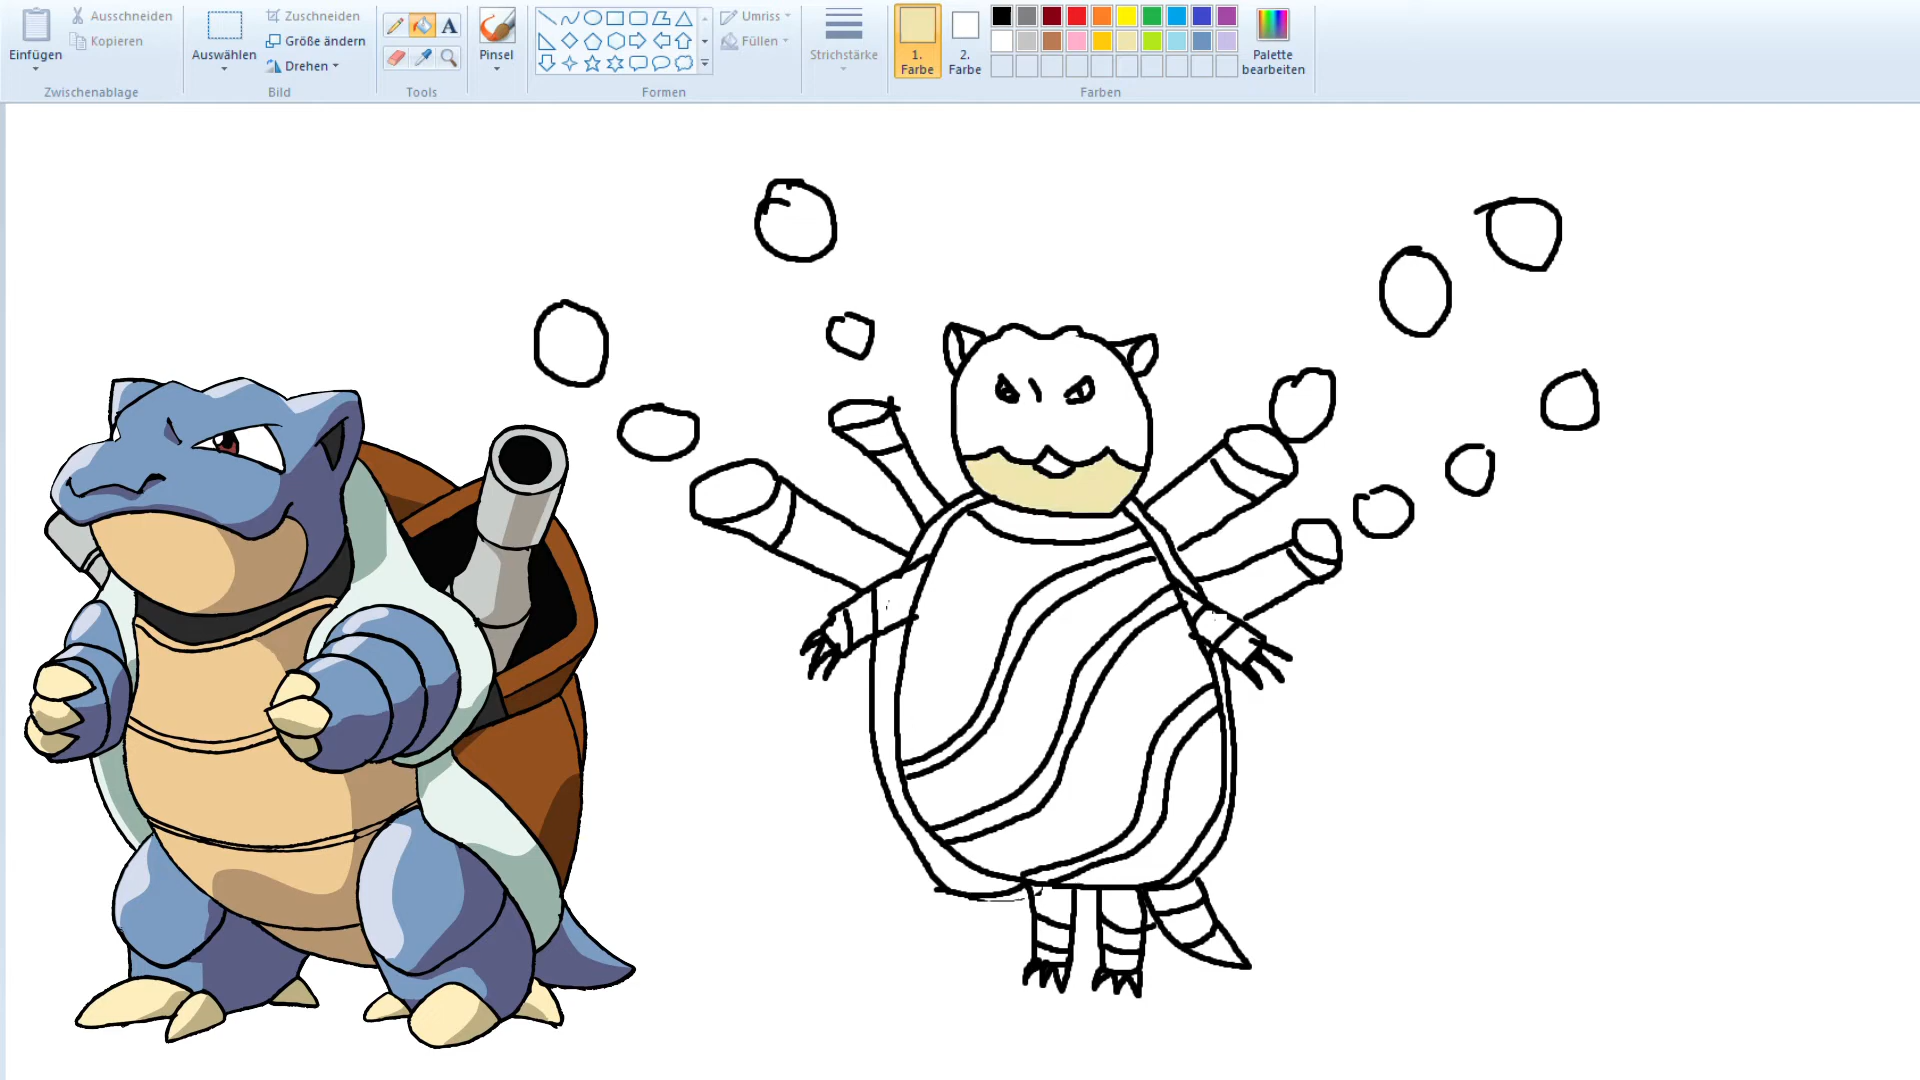 Einfügen
Ausschneiden
Kopieren
Zwischenablage
Auswählen
Zuschneiden
Größe ändern
Drehen
Bild
A
Tools
Pinsel
Formen
Umriss
Füllen
Strichstärke
1.
Farbe
2.
Farbe
Farben
Palette
bearbeiten